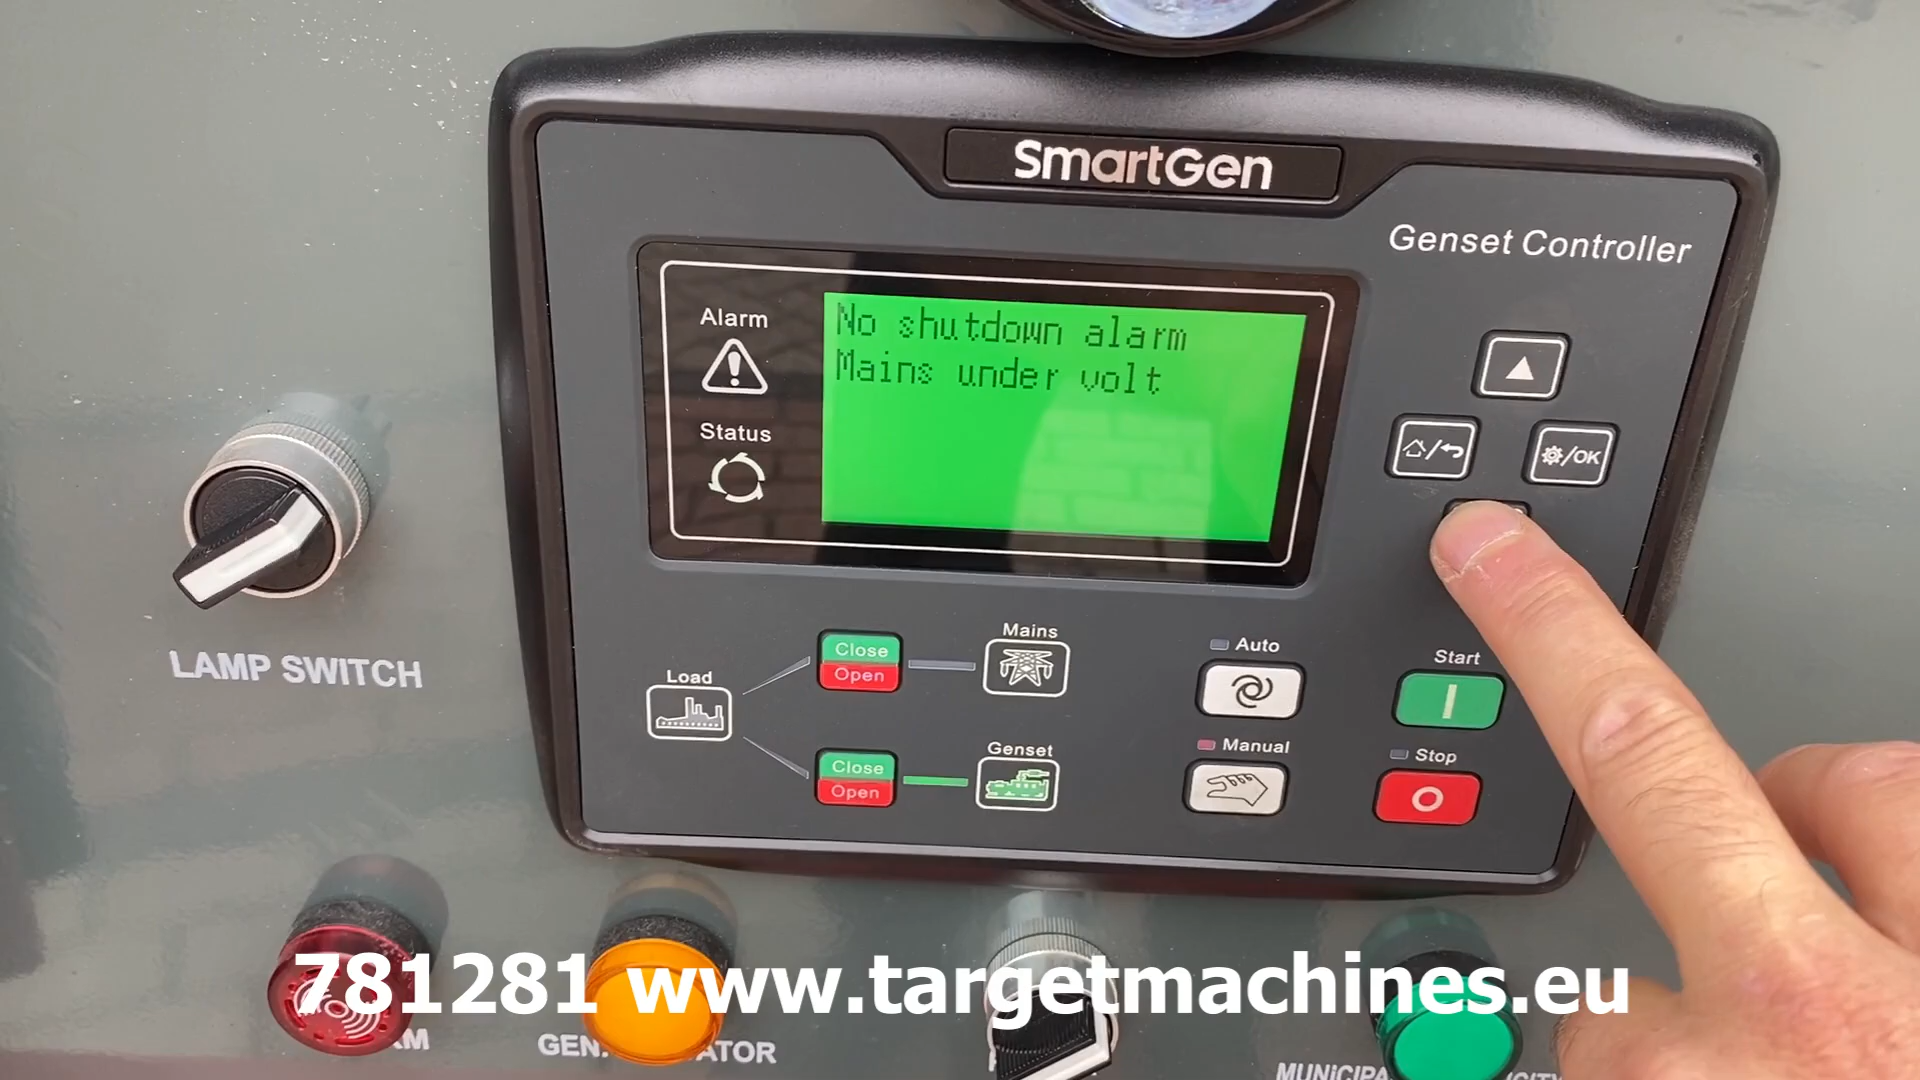 SmartGen
Genset Controller
Alarm
No shutdown alarm
Mains under volt
Status
/OK
LAMP SWITCH
Load
Close
Open
Mains
Close
Open
Genset
Auto
Manual
Start
Stop
781281 www.targetmachines.eu